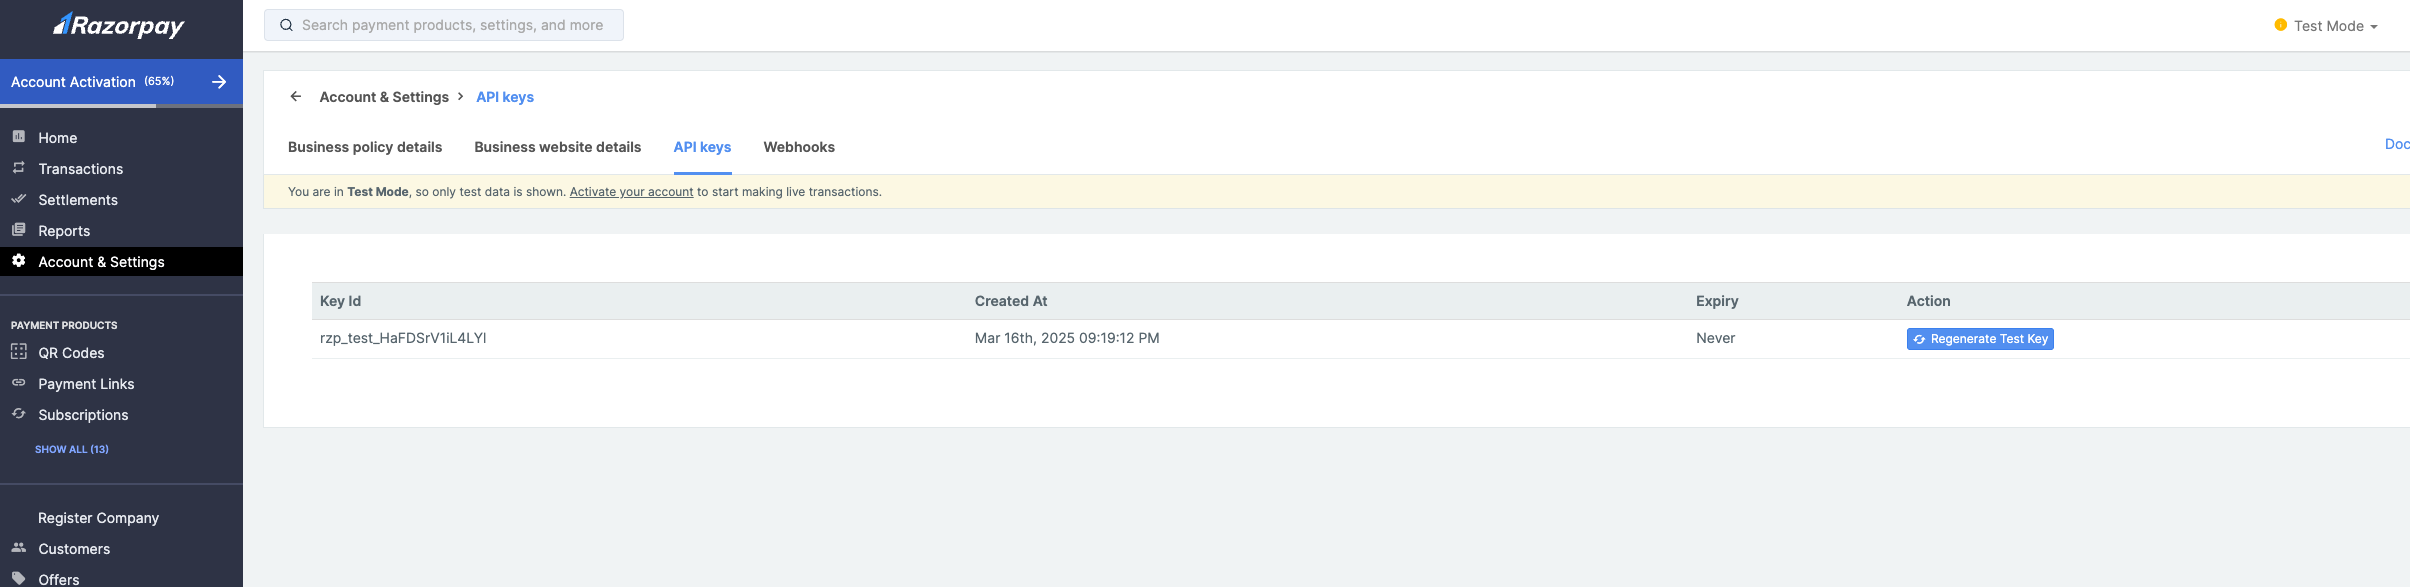 Razorpay
Search payment products, settings, and more
Test Mode
Account Activation (65%)
Account & Settings > API keys
Home
Transactions
Settlements
Reports
Account & Settings
Business policy details Business website details API keys Webhooks
Doc
You are in Test Mode, so only test data is shown. Activate your account to start making live transactions.
Key Id Created At Expiry Action
rzp_test_HaFDSrV1iL4LYl Mar 16th, 2025 09:19:12 PM Never Regenerate Test Key
PAYMENT PRODUCTS
QR Codes
Payment Links
Subscriptions
SHOW ALL (13)
Register Company
Customers
Offers